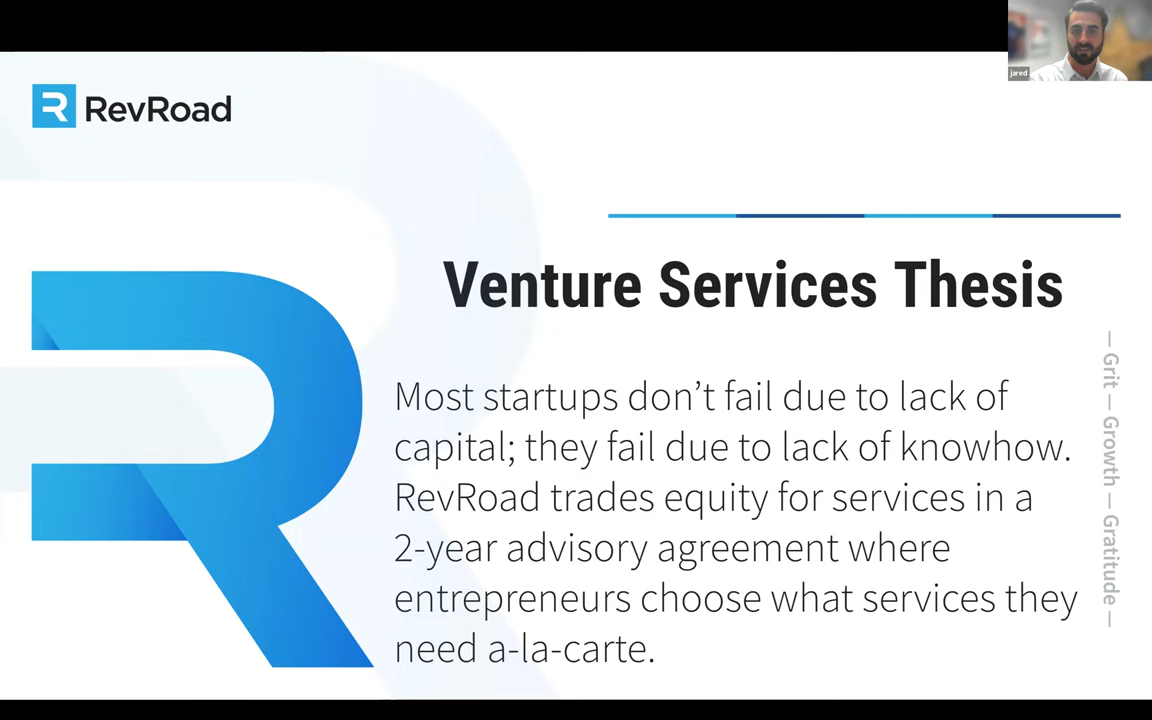 jared
RevRoad
Venture Services Thesis
Most startups don’t fail due to lack of
capital; they fail due to lack of knowhow.
RevRoad trades equity for services in a
2-year advisory agreement where
entrepreneurs choose what services they
need a-la-carte.
— Grit — Growth — Gratitude —